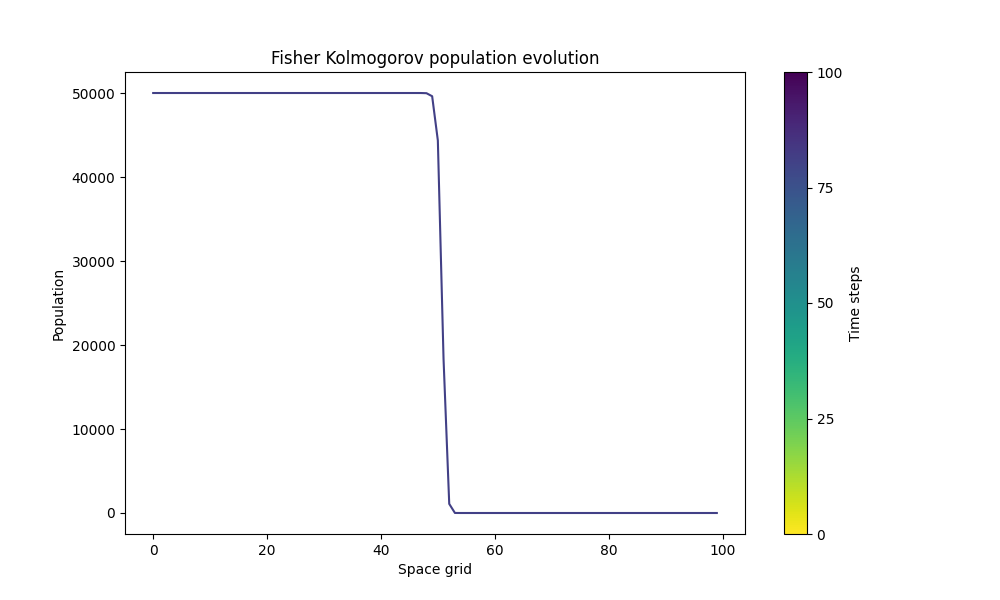 Fisher Kolmogorov population evolution
Population
50000
40000
30000
20000
10000
0
0 20 40 60 80 100
Space grid
100
75
50
25
0
Time steps